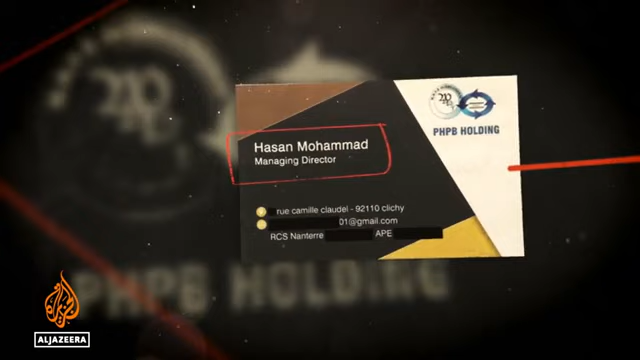 PHPB HOLDING
Hasan Mohammad
Managing Director
rue camille claudel - 92110 clichy
01@gmail.com
RCS Nanterre APE
PHPB HOLDING
ALJAZEERA